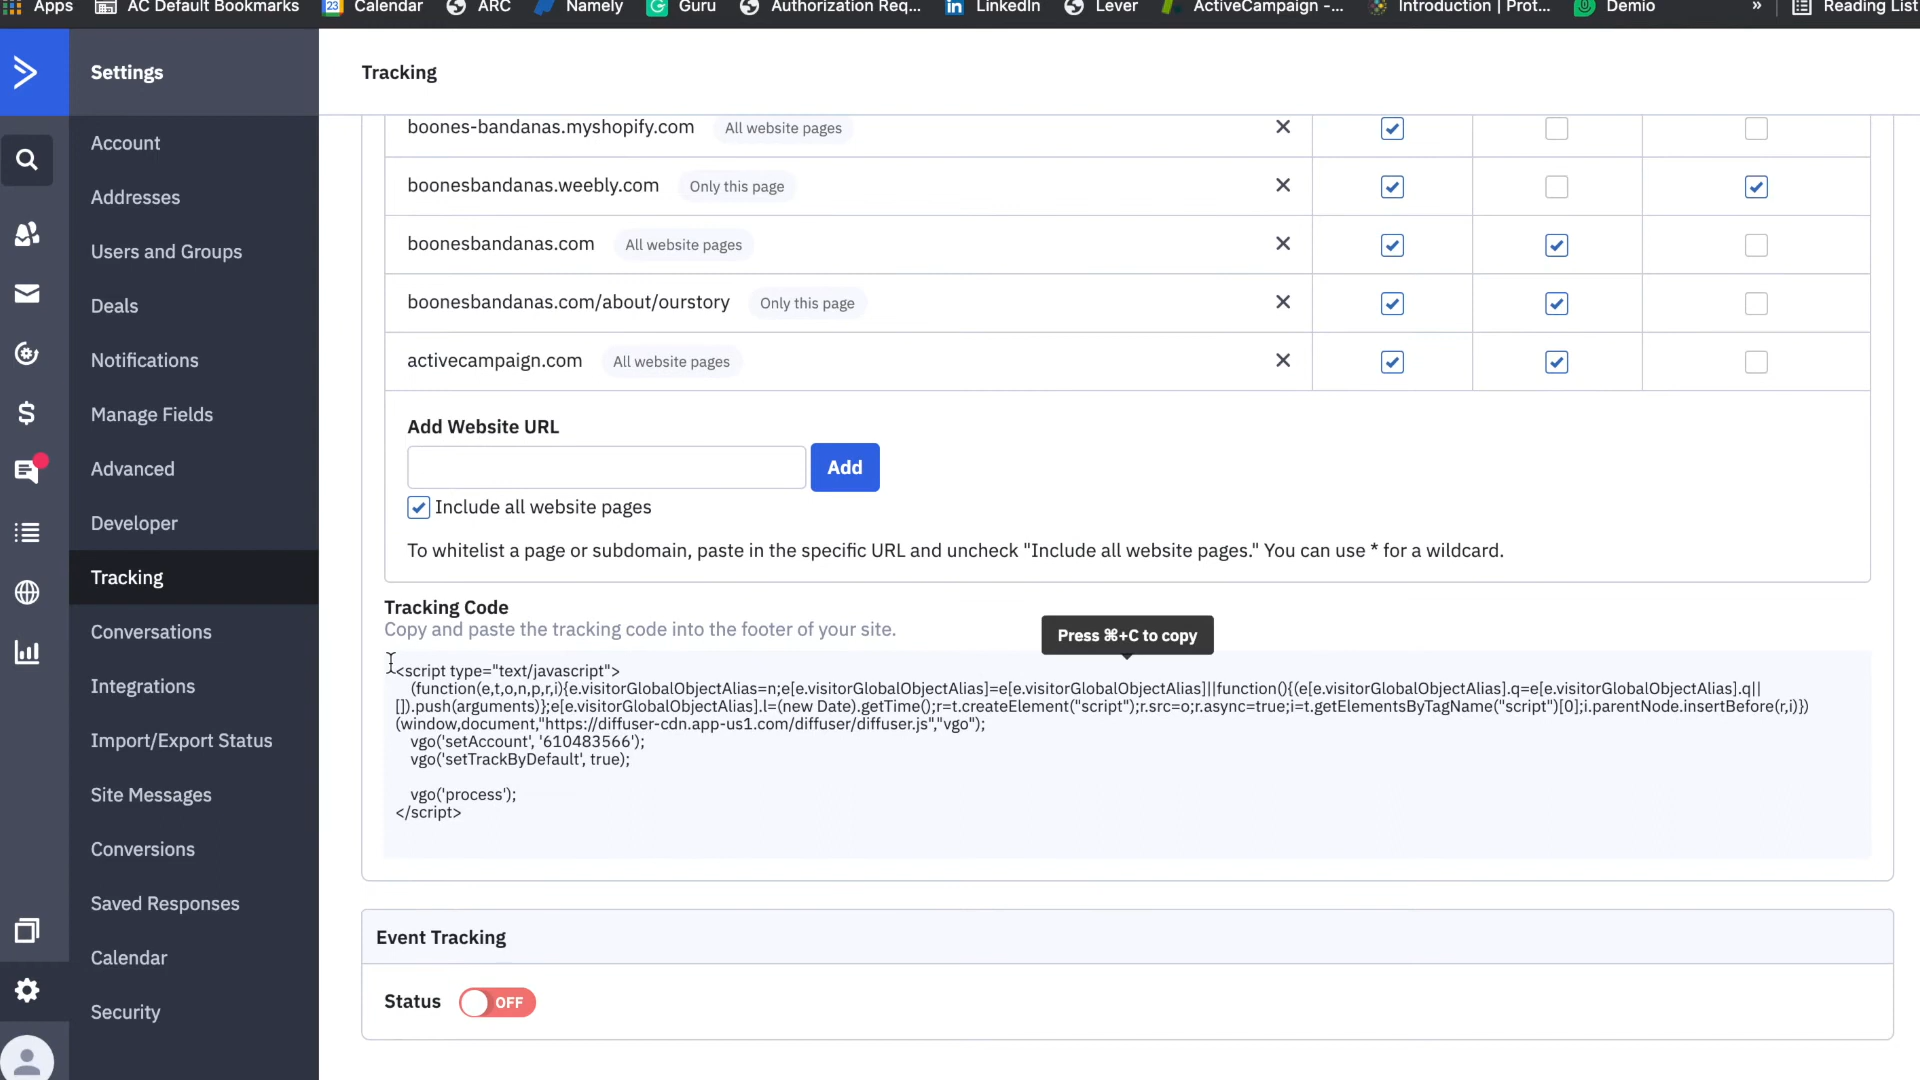 Apps
AC Default Bookmarks
23
Calendar
ARC
Namely
Guru
Authorization Req...
in
LinkedIn
Lever
ActiveCampaign -...
Introduction | Prot...
Demio
»
Reading List
Settings
Account
Addresses
Users and Groups
Deals
Notifications
Manage Fields
Advanced
Developer
Tracking
Conversations
Integrations
Import/Export Status
Site Messages
Conversions
Saved Responses
Calendar
Security
Tracking
boones-bandanas.myshopify.com All website pages
boonesbandanas.weebly.com Only this page
boonesbandanas.com All website pages
boonesbandanas.com/about/ourstory Only this page
activecampaign.com All website pages
Add Website URL
Add
Include all website pages
To whitelist a page or subdomain, paste in the specific URL and uncheck "Include all website pages." You can use * for a wildcard.
Tracking Code
Copy and paste the tracking code into the footer of your site.
Press ⌘+C to copy
<script type="text/javascript">
(function(e,t,o,n,p,r,i){e.visitorGlobalObjectAlias=n;e[e.visitorGlobalObjectAlias]=e[e.visitorGlobalObjectAlias]||function(){(e[e.visitorGlobalObjectAlias].q=e[e.visitorGlobalObjectAlias].q||
[]).push(arguments)};e[e.visitorGlobalObjectAlias].l=(new Date).getTime();r=t.createElement("script");r.src=o;r.async=true;i=t.getElementsByTagName("script")[0];i.parentNode.insertBefore(r,i)})
(window,document,"https://diffuser-cdn.app-us1.com/diffuser/diffuser.js","vgo");
vgo('setAccount', '610483566');
vgo('setTrackByDefault', true);
vgo('process');
</script>
Event Tracking
Status OFF